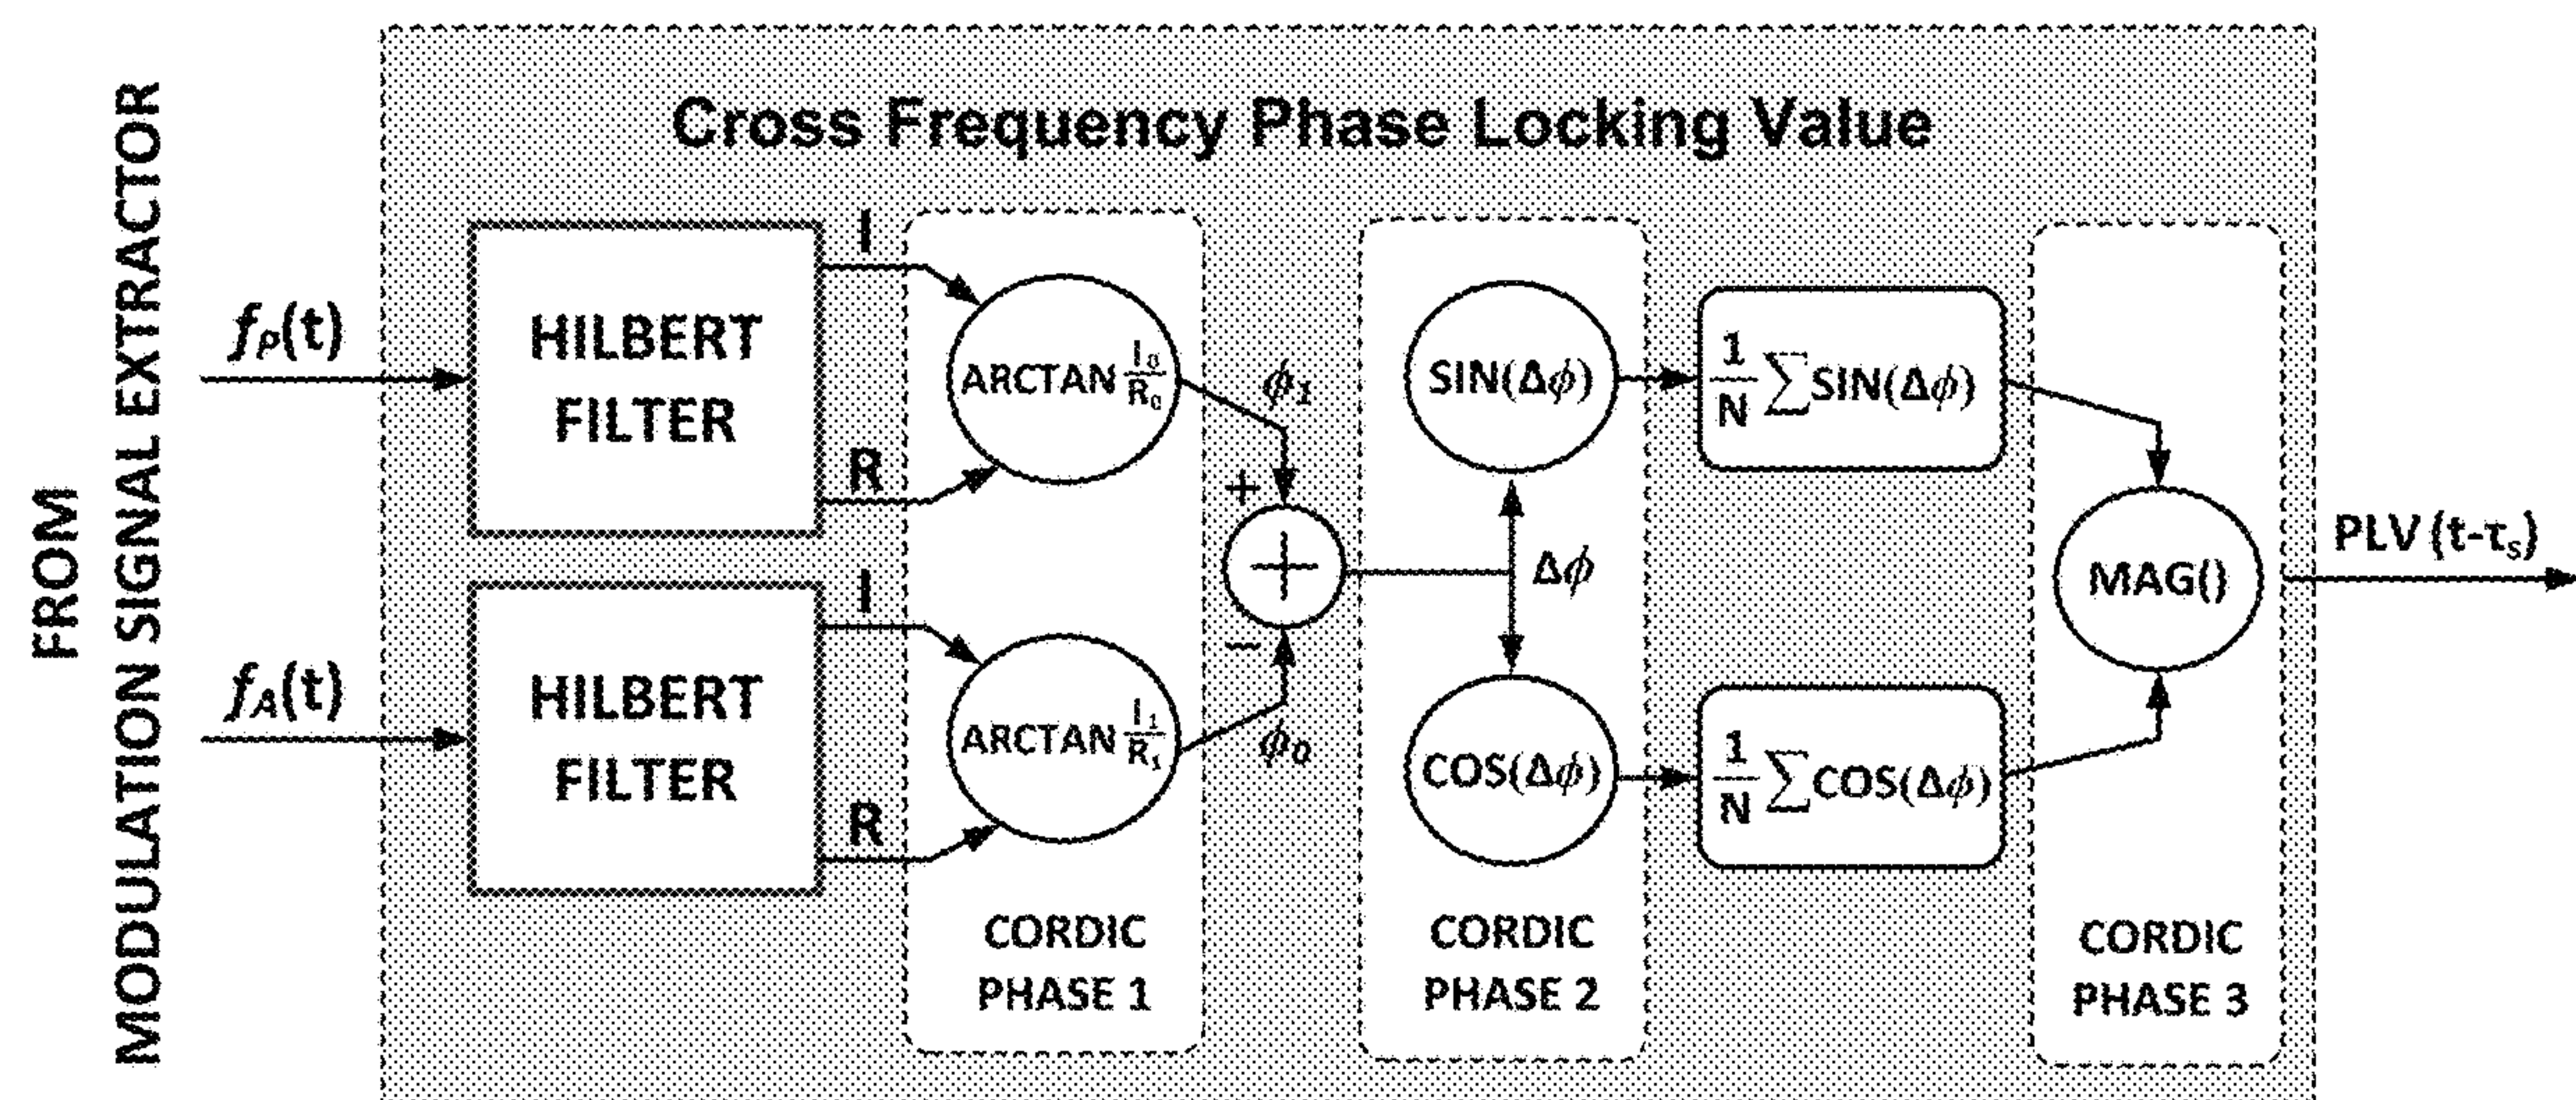 FROM
MODULATION SIGNAL EXTRACTOR
Cross Frequency Phase Locking Value
fP(t)
HILBERT
FILTER
I
R
ARCTAN I0/R0
ϕ1
+
fA(t)
HILBERT
FILTER
I
R
ARCTAN I1/R1
ϕ0
−
+
CORDIC
PHASE 1
Δϕ
SIN(Δϕ)
COS(Δϕ)
CORDIC
PHASE 2
1/N ∑SIN(Δϕ)
1/N ∑COS(Δϕ)
MAG()
CORDIC
PHASE 3
PLV (t-τs)